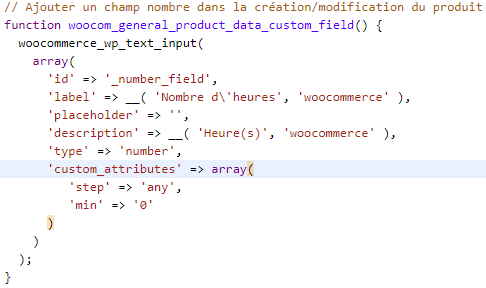 // Ajouter un champ nombre dans la création/modification du produit
function woocom_general_product_data_custom_field() {
woocommerce_wp_text_input(
array(
'id' => '_number_field',
'label' => __( 'Nombre d\'heures', 'woocommerce' ),
'placeholder' => '',
'description' => __( 'Heure(s)', 'woocommerce' ),
'type' => 'number',
'custom_attributes' => array(
'step' => 'any',
'min' => '0'
)
)
);
}